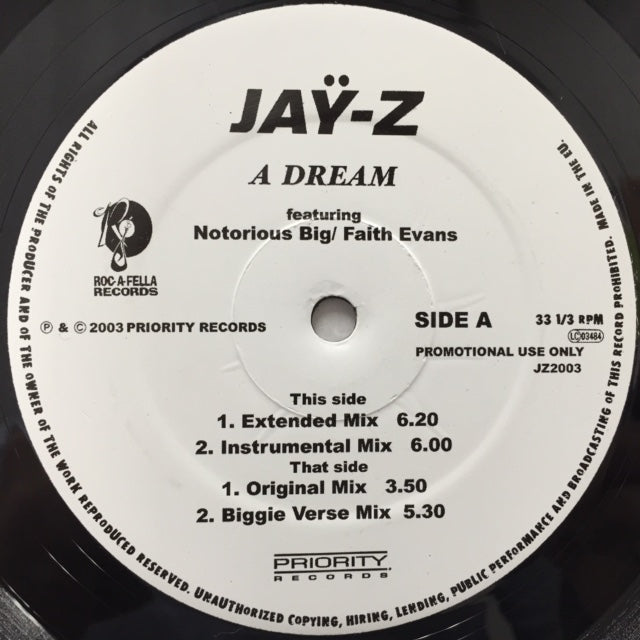 JAŸ-Z
A DREAM
featuring
Notorious Big/ Faith Evans
ROC-A-FELLA
RECORDS
℗ & © 2003 PRIORITY RECORDS
SIDE A 33 1/3 RPM
LC 03484
PROMOTIONAL USE ONLY
JZ2003
This side
1. Extended Mix 6.20
2. Instrumental Mix 6.00
That side
1. Original Mix 3.50
2. Biggie Verse Mix 5.30
PRIORITY
RECORDS
ALL RIGHTS OF THE PRODUCER AND OF THE OWNER OF THE WORK REPRODUCED RESERVED. UNAUTHORIZED COPYING, HIRING, LENDING, PUBLIC PERFORMANCE AND BROADCASTING OF THIS RECORD PROHIBITED. MADE IN THE EU.